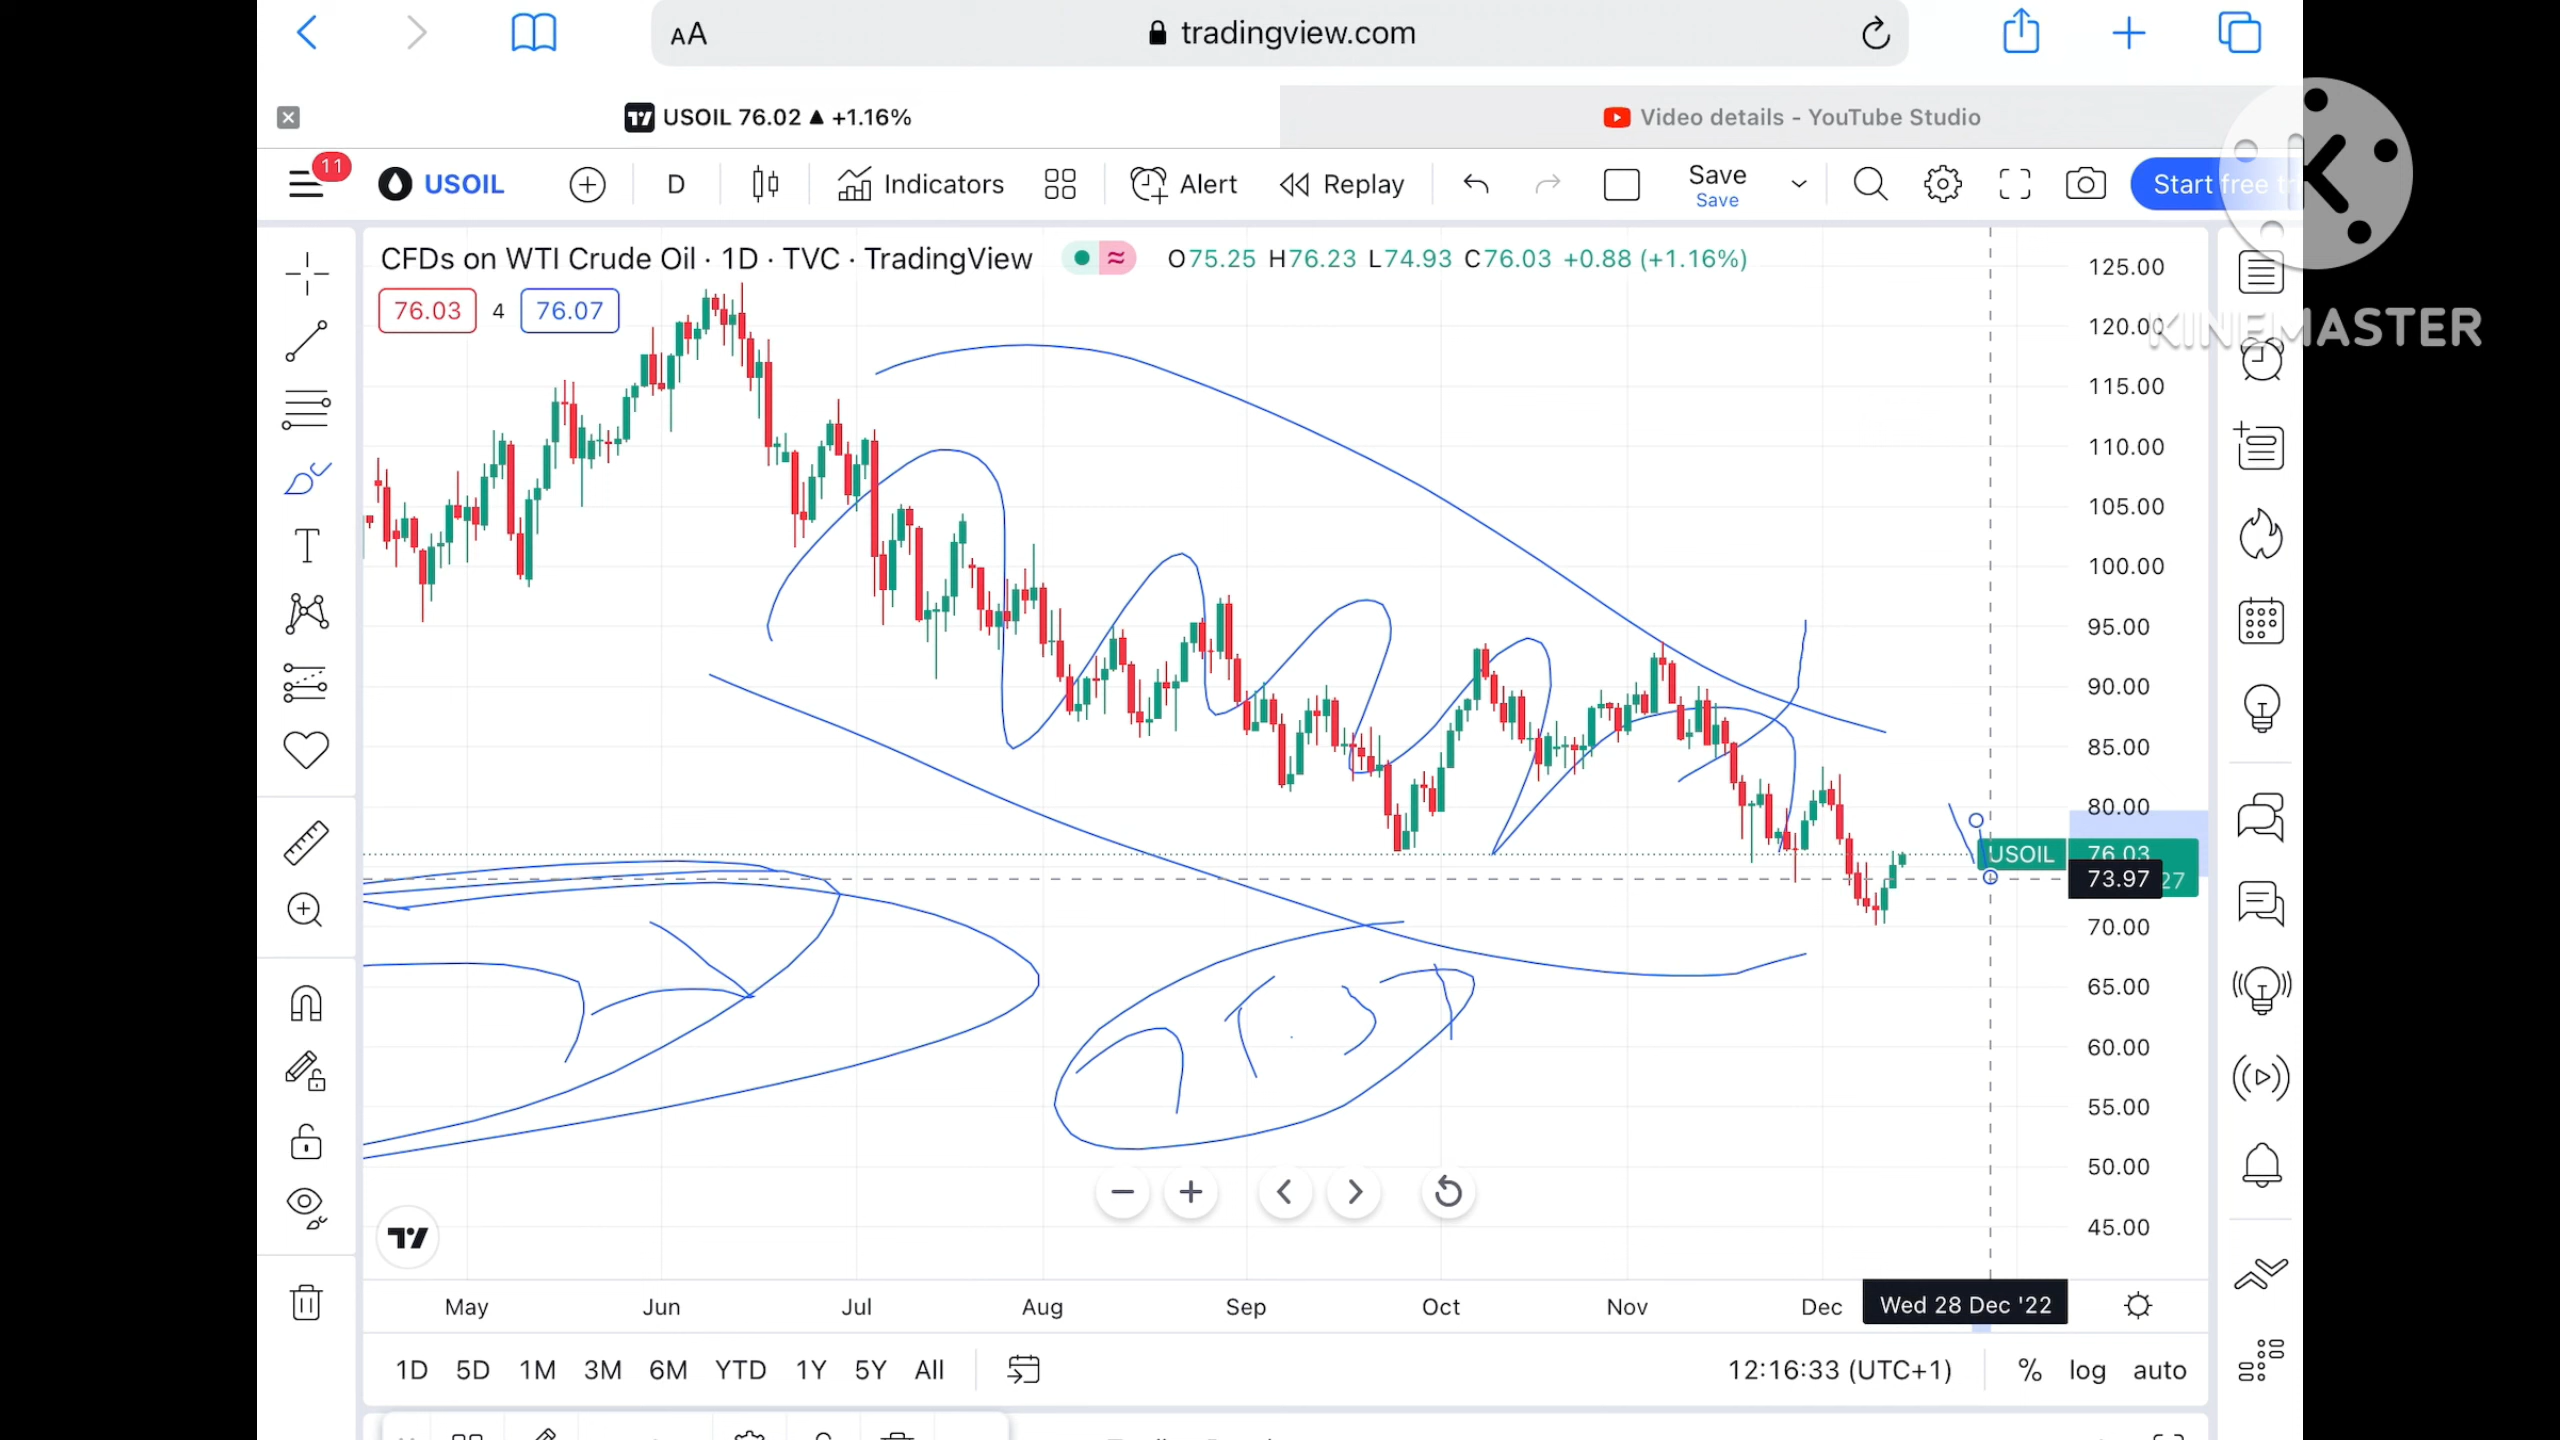 AA tradingview.com
USOIL 76.02 ▲ +1.16% Video details - YouTube Studio
11 USOIL D Indicators Alert Replay Save Save Start free
CFDs on WTI Crude Oil · 1D · TVC · TradingView O75.25 H76.23 L74.93 C76.03 +0.88 (+1.16%)
76.03 4 76.07
KINEMASTER
125.00
120.00
115.00
110.00
105.00
100.00
95.00
90.00
85.00
80.00
USOIL 76.03
73.97 27
70.00
65.00
60.00
55.00
50.00
45.00
May Jun Jul Aug Sep Oct Nov Dec Wed 28 Dec '22
1D 5D 1M 3M 6M YTD 1Y 5Y All 12:16:33 (UTC+1) % log auto